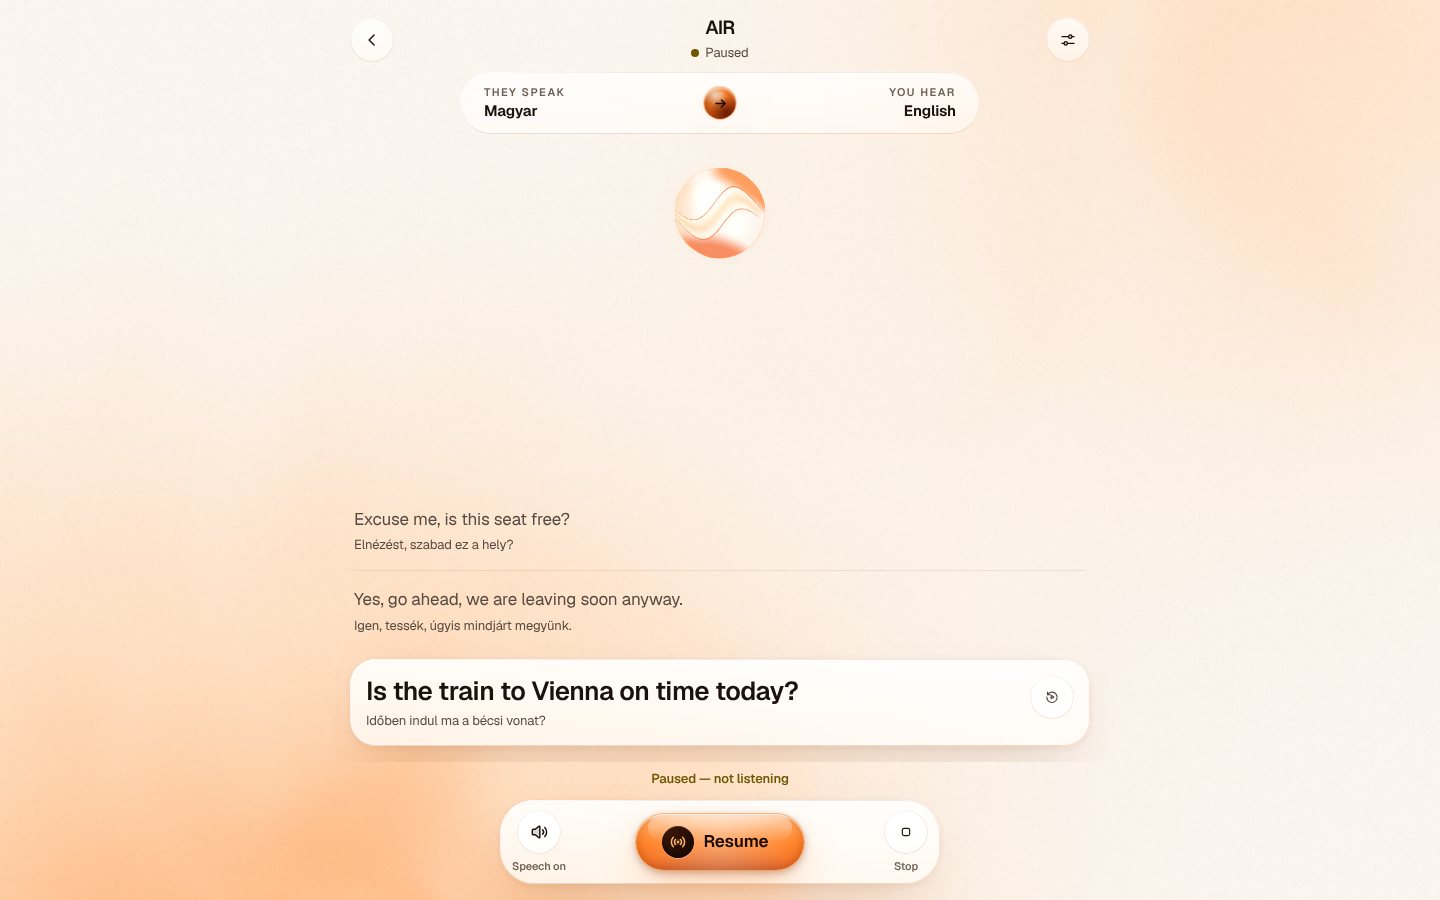 AIR
Paused
THEY SPEAK
Magyar
YOU HEAR
English
Excuse me, is this seat free?
Elnézést, szabad ez a hely?
Yes, go ahead, we are leaving soon anyway.
Igen, tessék, úgyis mindjárt megyünk.
Is the train to Vienna on time today?
Időben indul ma a bécsi vonat?
Paused — not listening
Speech on
Resume
Stop